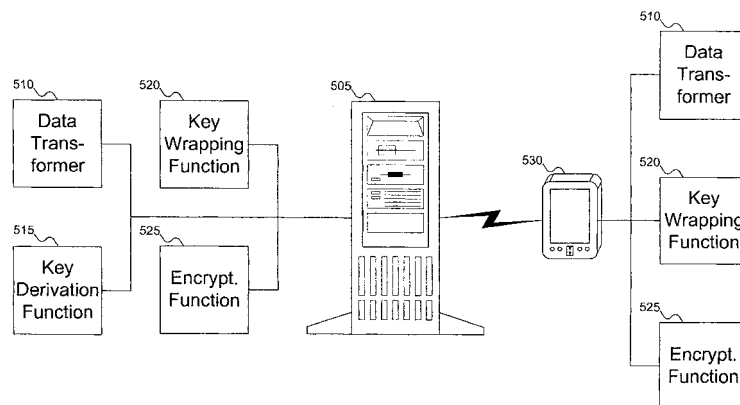 510
Data
Trans-
former
520
Key
Wrapping
Function
515
Key
Derivation
Function
525
Encrypt.
Function
505
530
510
Data
Trans-
former
520
Key
Wrapping
Function
525
Encrypt.
Function